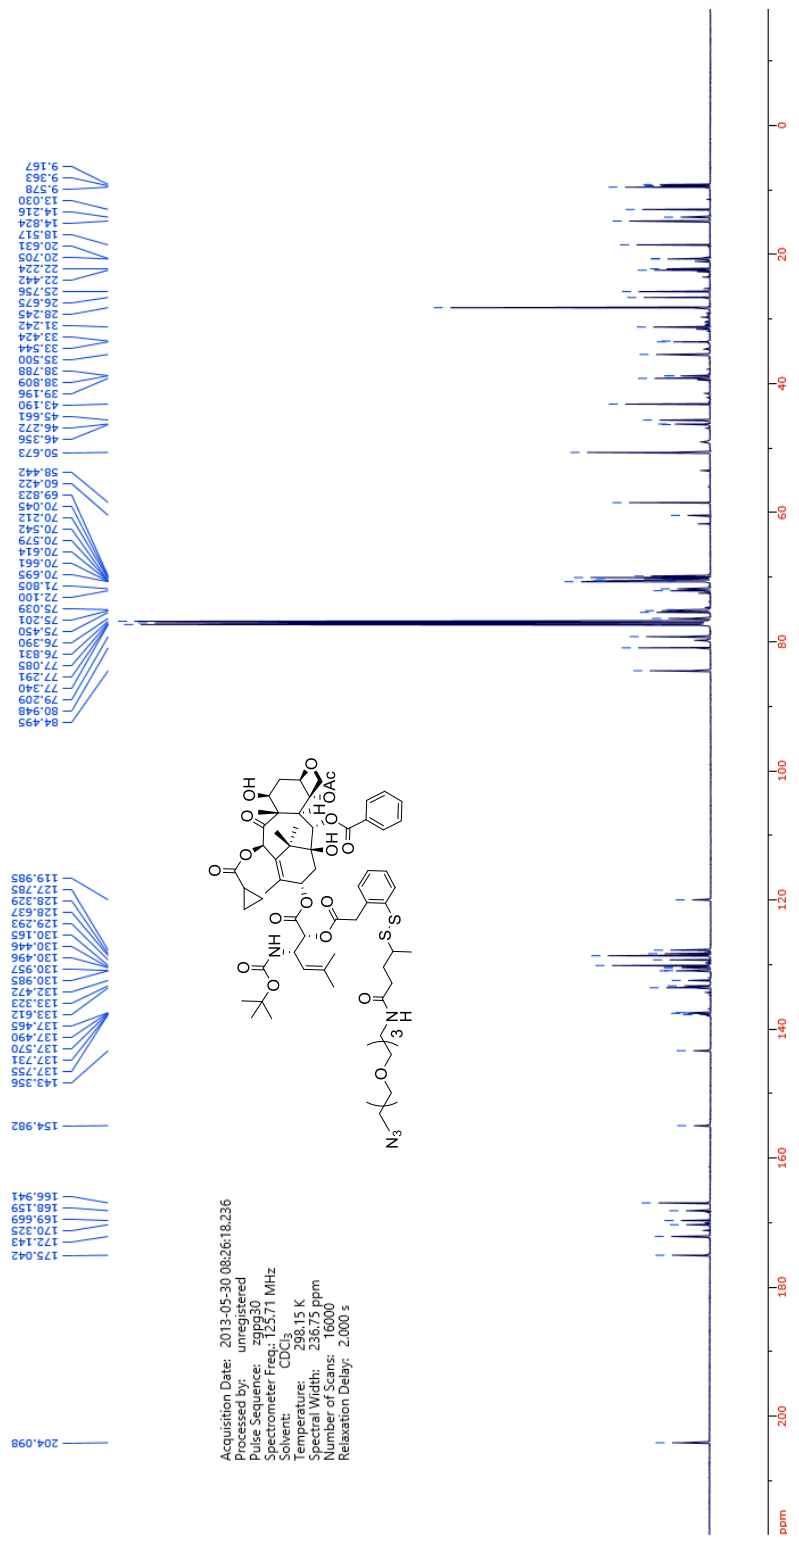 9.167
9.363
9.578
13.030
14.216
14.824
18.517
20.631
20.705
22.224
22.442
25.756
26.675
28.245
31.242
33.424
33.544
35.500
38.788
38.809
39.196
43.190
45.661
46.272
46.356
50.673
58.442
60.422
69.823
70.045
70.212
70.542
70.579
70.614
70.661
70.695
71.805
72.100
75.039
75.201
75.450
76.390
76.831
77.085
77.291
77.340
79.209
80.948
84.495
119.985
127.785
128.329
128.637
129.293
130.165
130.446
130.496
130.957
130.985
132.472
133.323
133.612
137.465
137.490
137.570
137.731
137.755
143.356
154.982
166.941
168.159
169.669
170.325
172.143
175.042
204.098
Acquisition Date: 2013-05-30 08:26:18.236
Processed by: unregistered
Pulse Sequence: zgpg30
Spectrometer Freq.: 125.71 MHz
Solvent: CDCl3
Temperature: 298.15 K
Spectral Width: 236.75 ppm
Number of Scans: 16000
Relaxation Delay: 2.000 s
O
OH
O
O
O
OAc
H
O
O
OH
O
O
O
NH
O
O
O
O
S
S
O
N
H
3
O
N3
0
20
40
60
80
100
120
140
160
180
200
ppm